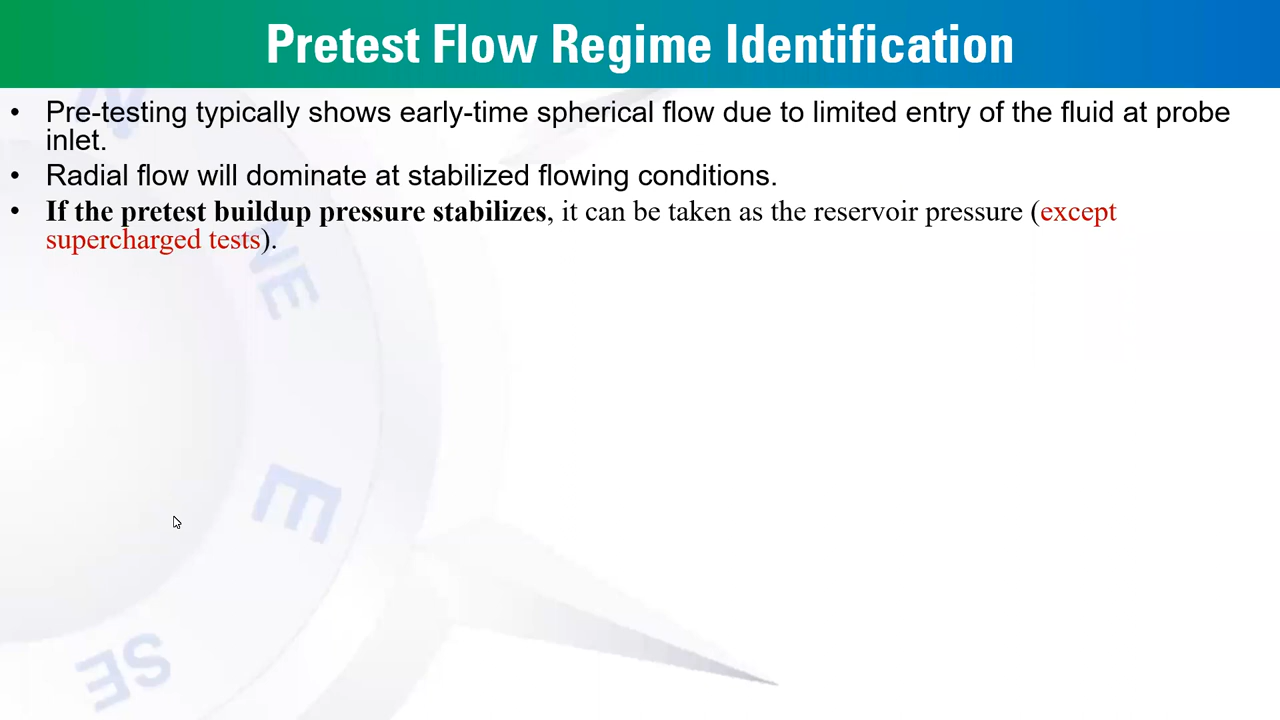 Pretest Flow Regime Identification
• Pre-testing typically shows early-time spherical flow due to limited entry of the fluid at probe
inlet.
• Radial flow will dominate at stabilized flowing conditions.
• If the pretest buildup pressure stabilizes, it can be taken as the reservoir pressure (except
supercharged tests).
N
NE
E
SE